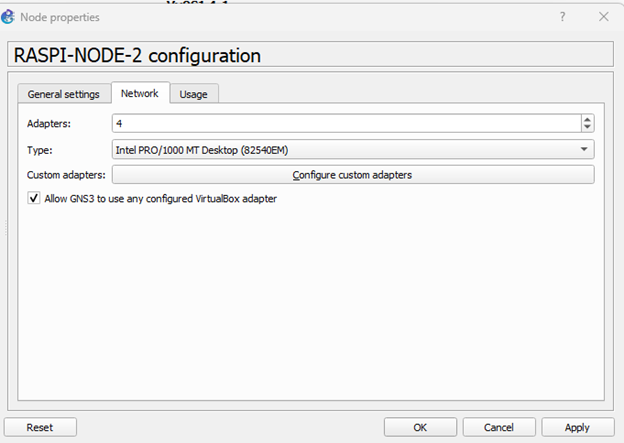 Node properties
?
RASPI-NODE-2 configuration
General settings Network Usage
Adapters: 4
Type: Intel PRO/1000 MT Desktop (82540EM)
Custom adapters: Configure custom adapters
Allow GNS3 to use any configured VirtualBox adapter
Reset OK Cancel Apply